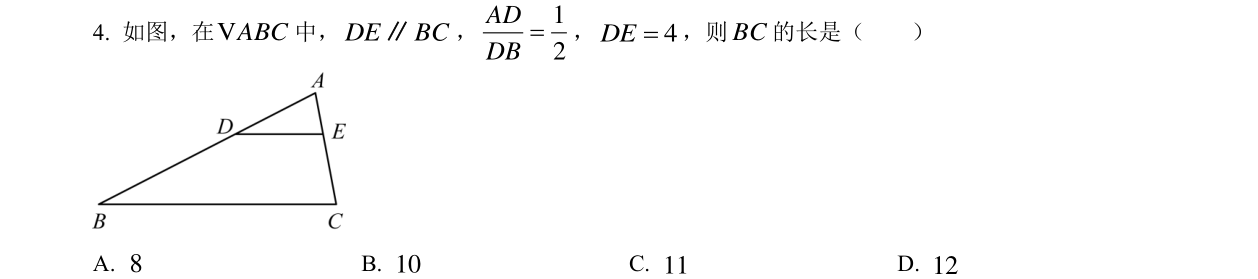 4. 如图，在VABC中，DE∥BC，AD/DB=1/2，DE=4，则BC的长是（  ）
A
D
E
B
C
A. 8 B. 10 C. 11 D. 12